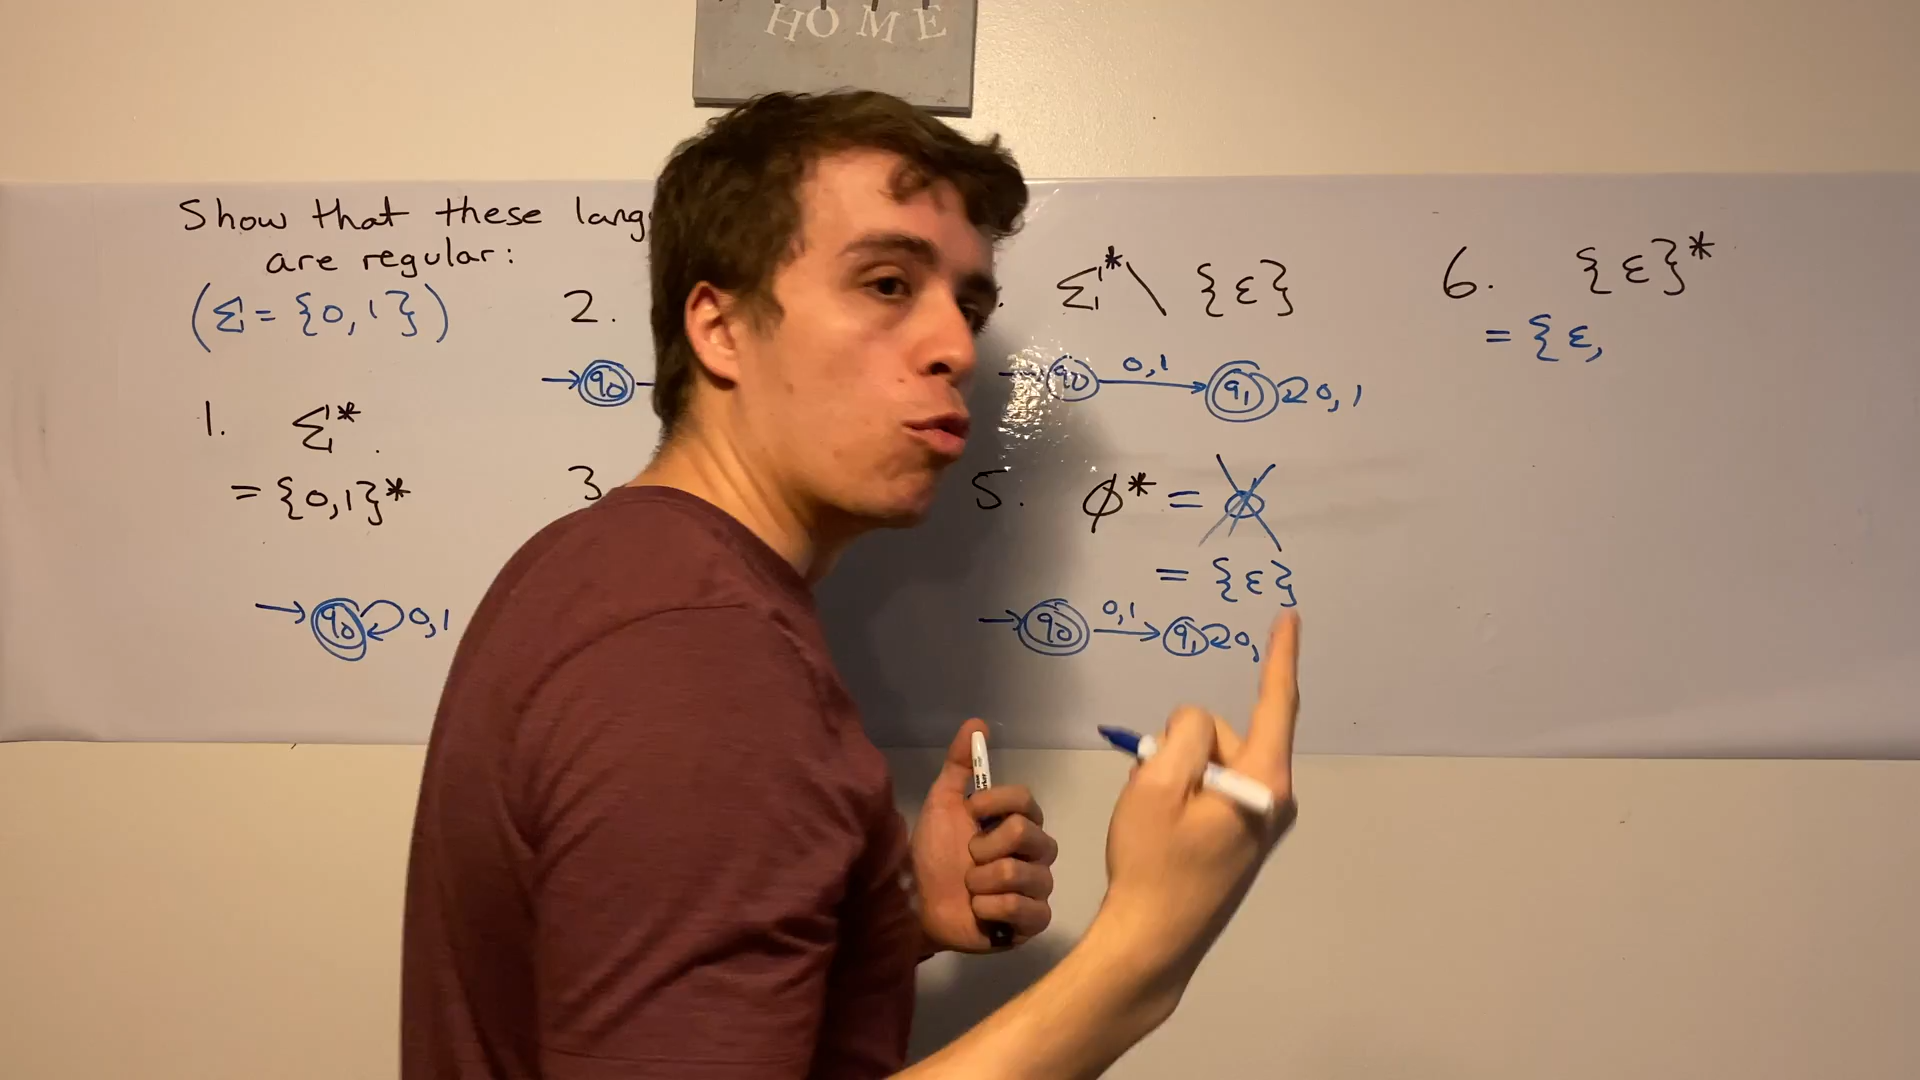 HOME
Show that these lang
are regular:
(Σ = {0,1})
1. Σ*
= {0,1}*
→ q₀ 0,1
2.
→ q₀
3
Σ* \ {ε}
q₀ 0,1 → q₁ 0,1
5. ∅* = ∅
= {ε}
→ q₀ 0,1 → q₁ 0,
6. {ε}*
= {ε,